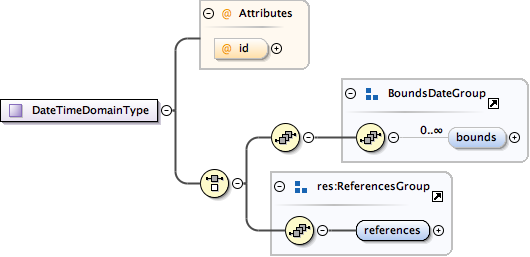 @ Attributes
@ id
DateTimeDomainType
BoundsDateGroup
0..∞
bounds
res:ReferencesGroup
references